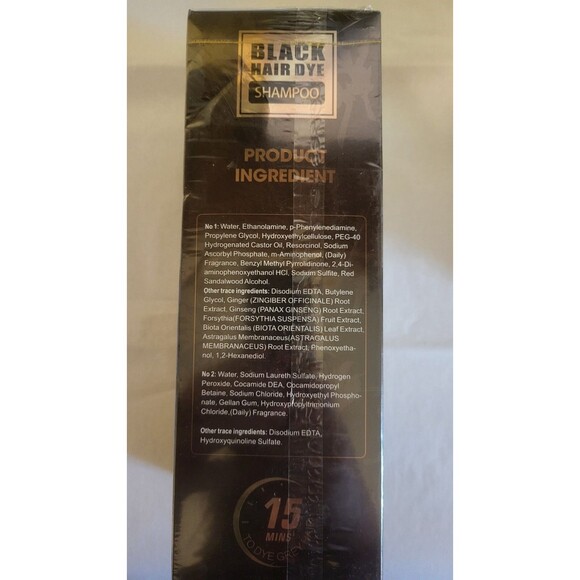 BLACK
HAIR DYE
SHAMPOO
PRODUCT
INGREDIENT
No 1: Water, Ethanolamine, p-Phenylenediamine,
Propylene Glycol, Hydroxyethylcellulose, PEG-40
Hydrogenated Castor Oil, Resorcinol, Sodium
Ascorbyl Phosphate, m-Aminophenol, (Daily)
Fragrance, Benzyl Methyl Pyrrolidinone, 2,4-Di-
aminophenoxyethanol HCl, Sodium Sulfite, Red
Sandalwood Alcohol.
Other trace ingredients: Disodium EDTA, Butylene
Glycol, Ginger (ZINGIBER OFFICINALE) Root
Extract, Ginseng (PANAX GINSENG) Root Extract,
Forsythia(FORSYTHIA SUSPENSA) Fruit Extract,
Biota Orientalis (BIOTA ORIENTALIS) Leaf Extract,
Astragalus Membranaceus(ASTRAGALUS
MEMBRANACEUS) Root Extract, Phenoxyetha-
nol, 1,2-Hexanediol.
No 2: Water, Sodium Laureth Sulfate, Hydrogen
Peroxide, Cocamide DEA, Cocamidopropyl
Betaine, Sodium Chloride, Hydroxyethyl Phospho-
nate, Gellan Gum, Hydroxypropyltrimonium
Chloride,(Daily) Fragrance.
Other trace ingredients: Disodium EDTA,
Hydroxyquinoline Sulfate.
15
MINS
TO DYE